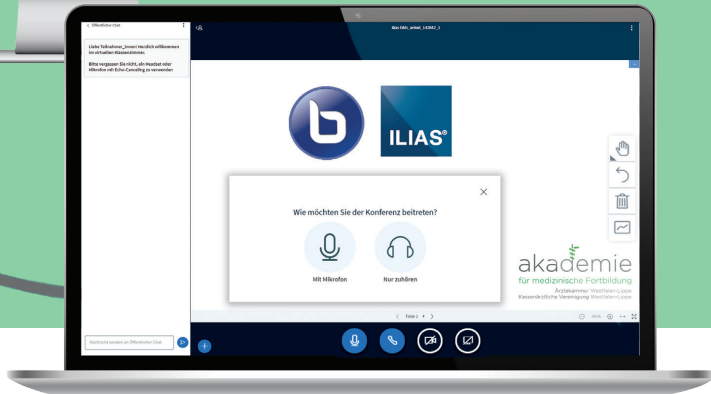 Öffentlicher Chat
Liebe Teilnehmer_innen! Herzlich willkommen
im virtuellen Klassenzimmer.
Bitte vergessen Sie nicht, ein Headset oder
Mikrofon mit Echo-Canceling zu verwenden
b
ILIAS®
Wie möchten Sie der Konferenz beitreten?
Mit Mikrofon
Nur zuhören
akademie
für medizinische Fortbildung
Ärztekammer Westfalen-Lippe
Kassenärztliche Vereinigung Westfalen-Lippe
Folie 1
Nachricht senden an Öffentlicher Chat